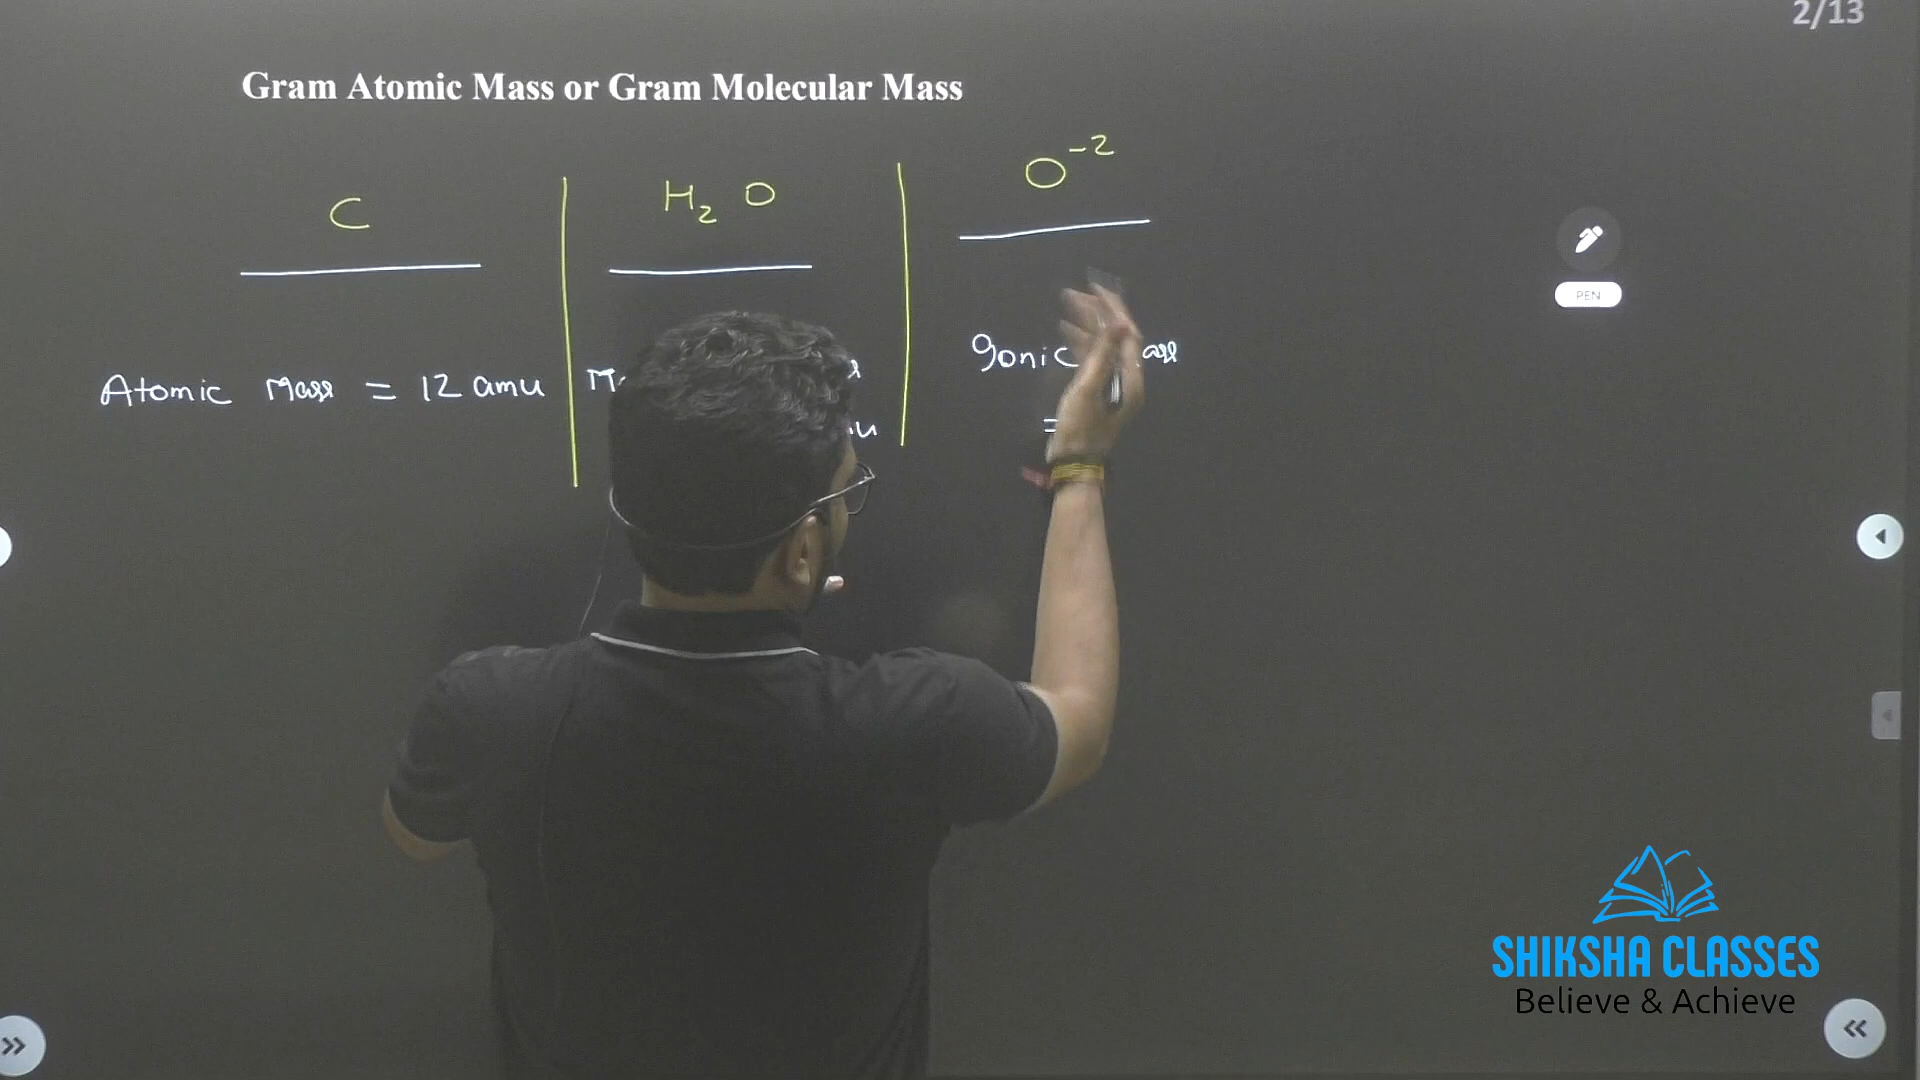 2/13
Gram Atomic Mass or Gram Molecular Mass
C
H₂O
O⁻²
Atomic Mass = 12 amu
Ionic
=
PEN
SHIKSHA CLASSES
Believe & Achieve